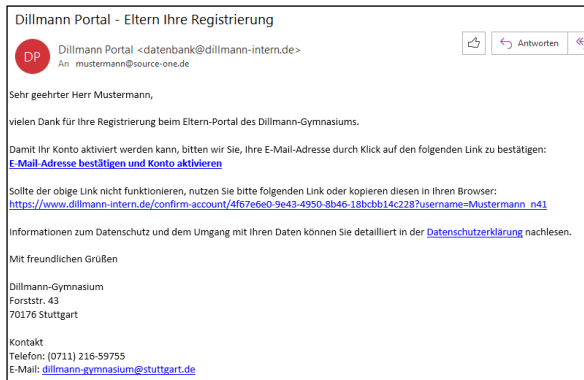 Dillmann Portal - Eltern Ihre Registrierung
DP
Dillmann Portal <datenbank@dillmann-intern.de>
An mustermann@source-one.de
Antworten
Sehr geehrter Herr Mustermann,
vielen Dank für Ihre Registrierung beim Eltern-Portal des Dillmann-Gymnasiums.
Damit Ihr Konto aktiviert werden kann, bitten wir Sie, Ihre E-Mail-Adresse durch Klick auf den folgenden Link zu bestätigen:
E-Mail-Adresse bestätigen und Konto aktivieren
Sollte der obige Link nicht funktionieren, nutzen Sie bitte folgenden Link oder kopieren diesen in Ihren Browser:
https://www.dillmann-intern.de/confirm-account/4f67e6e0-9e43-4950-8b46-18bcbb14c228?username=Mustermann_n41
Informationen zum Datenschutz und dem Umgang mit Ihren Daten können Sie detailliert in der Datenschutzerklärung nachlesen.
Mit freundlichen Grüßen
Dillmann-Gymnasium
Forststr. 43
70176 Stuttgart
Kontakt
Telefon: (0711) 216-59755
E-Mail: dillmann-gymnasium@stuttgart.de